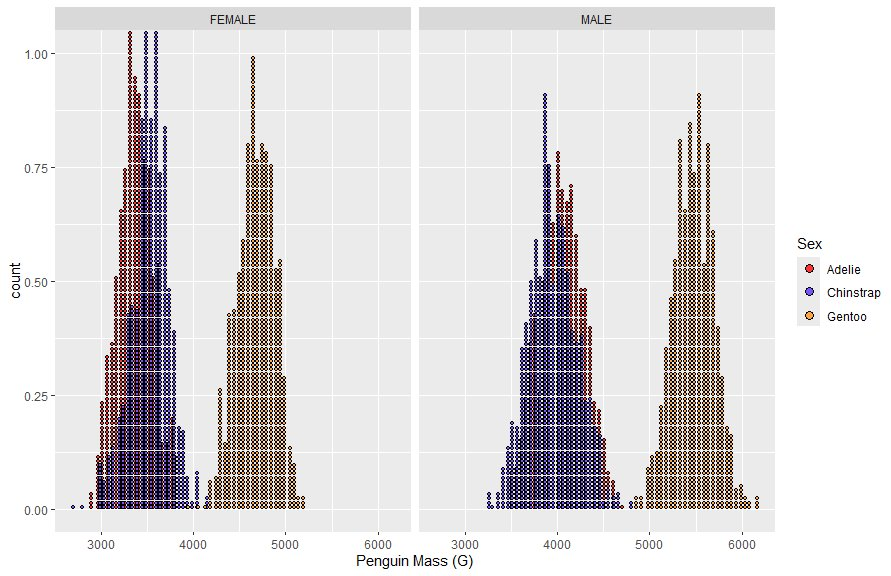 FEMALE
MALE
1.00
0.75
0.50
0.25
0.00
count
3000
4000
5000
6000
3000
4000
5000
6000
Penguin Mass (G)
Sex
Adelie
Chinstrap
Gentoo